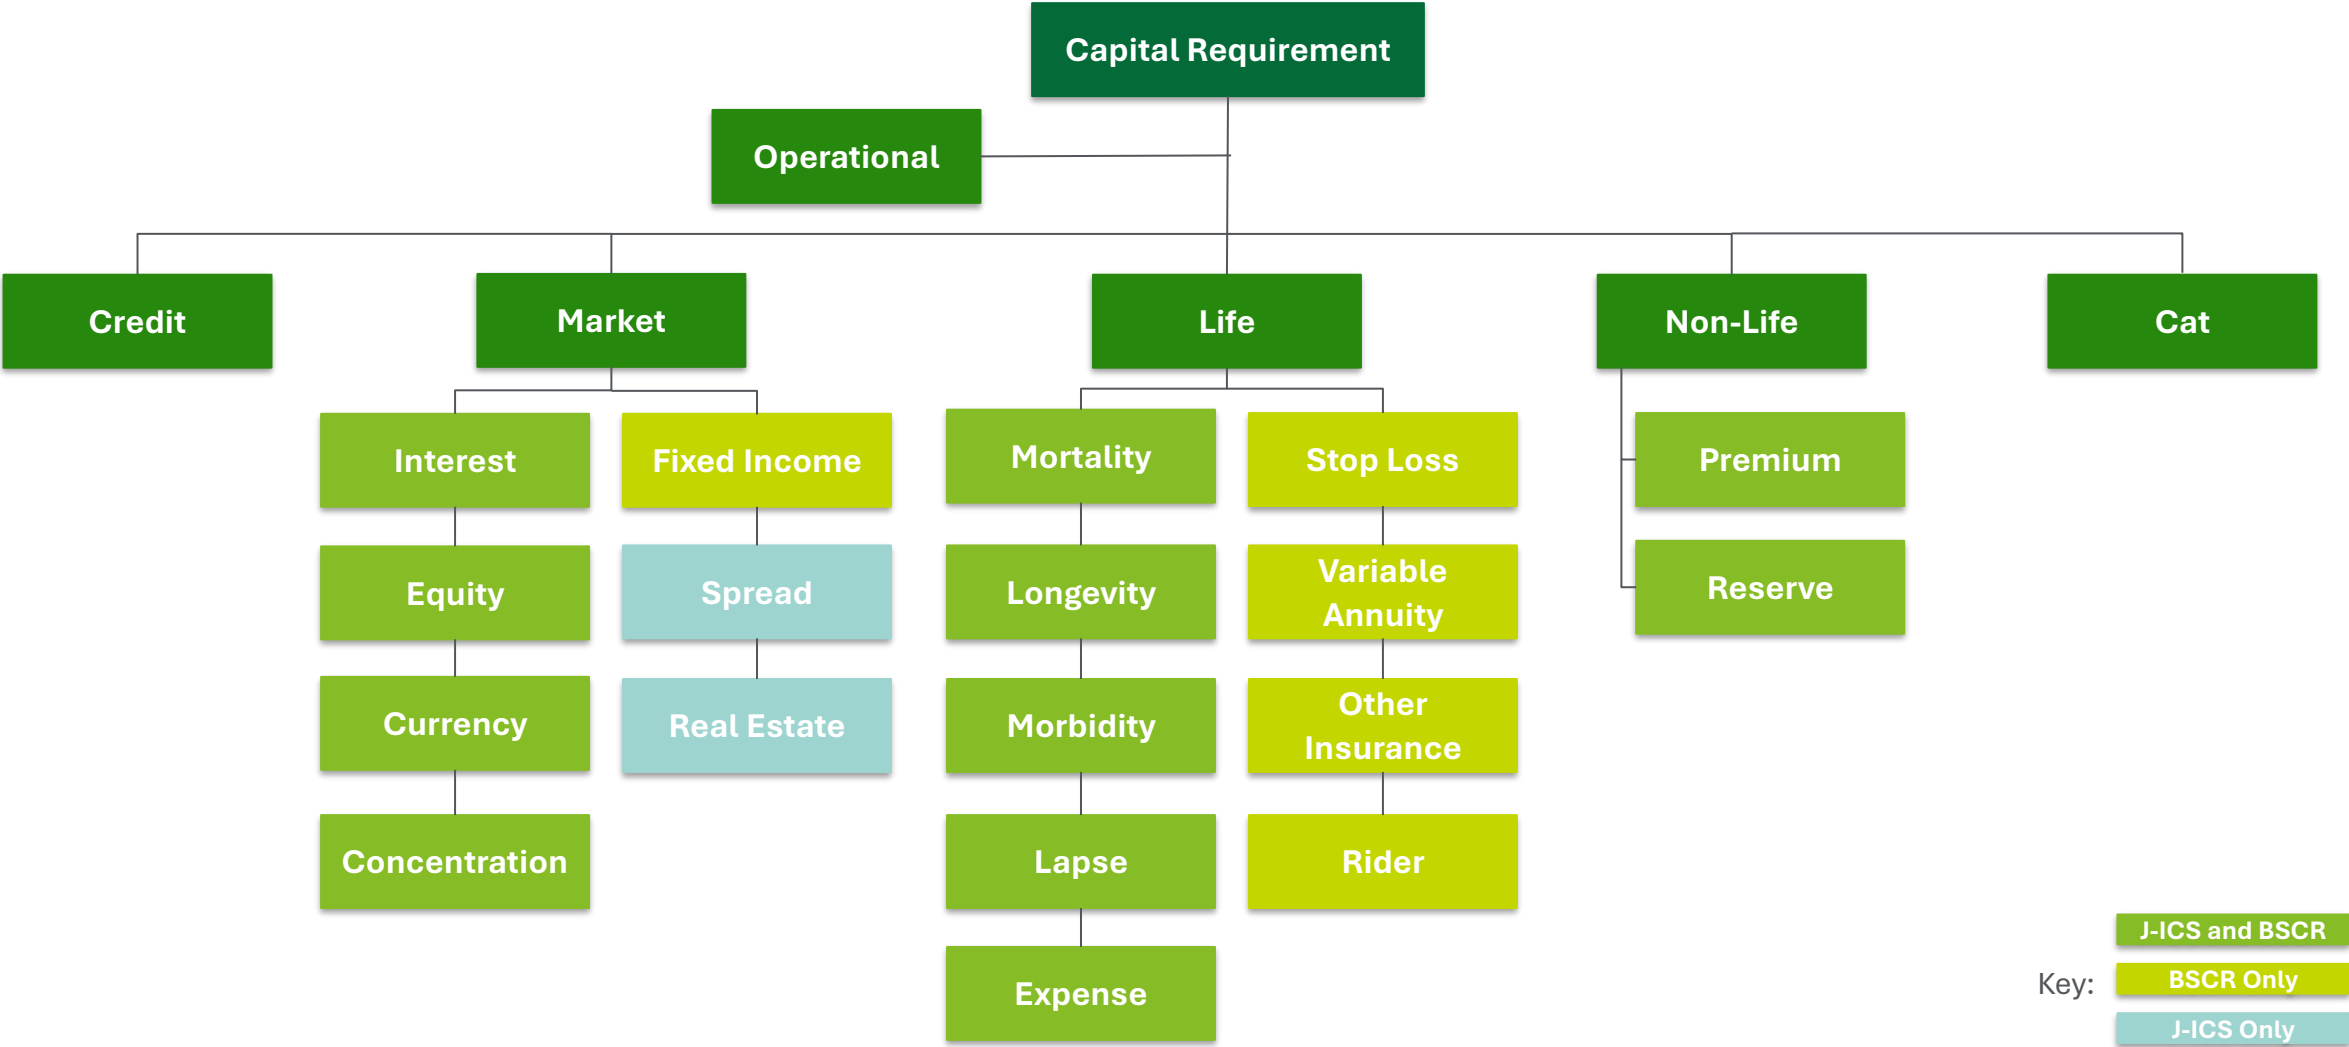 Capital Requirement
Operational
Credit
Market
Life
Non-Life
Cat
Interest
Fixed Income
Mortality
Stop Loss
Premium
Equity
Spread
Longevity
Variable
Annuity
Reserve
Currency
Real Estate
Morbidity
Other
Insurance
Concentration
Lapse
Rider
Expense
Key:
J-ICS and BSCR
BSCR Only
J-ICS Only